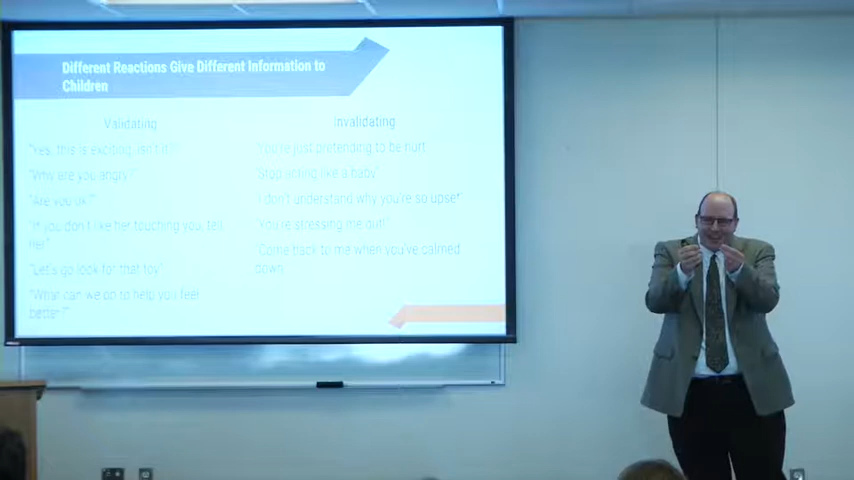 Different Reactions Give Different Information to
Children
Validating
"Yes, this is exciting, isn't it?"
"Why are you angry?"
"Are you ok?"
"If you don't like her touching you, tell
her"
"Let's go look for that toy"
"What can we do to help you feel
better?"
Invalidating
"You're just pretending to be hurt"
"Stop acting like a baby"
"I don't understand why you're so upset"
"You're stressing me out!"
"Come back to me when you've calmed
down"